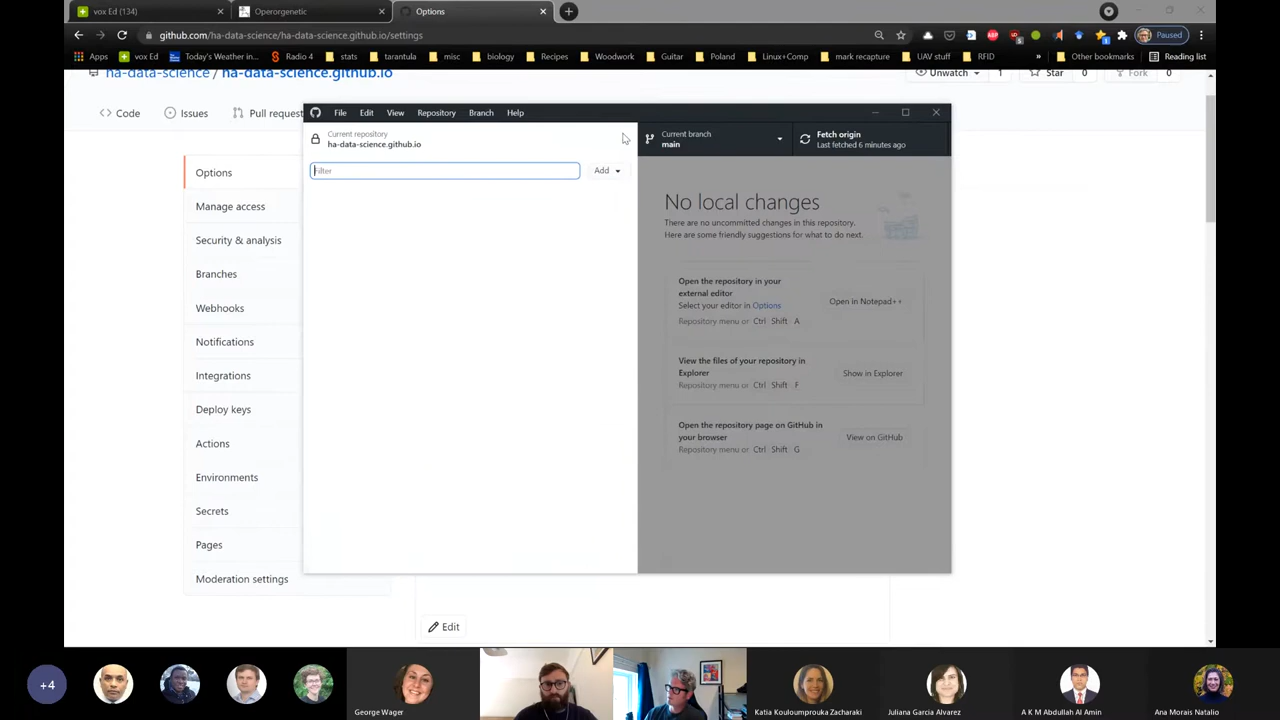 vox Ed (134)
Operorgenetic
Options
github.com/ha-data-science/ha-data-science.github.io/settings
Paused
Apps
vox Ed
Today's Weather in...
Radio 4
stats
tarantula
misc
biology
Recipes
Woodwork
Guitar
Poland
Linux+Comp
mark recapture
UAV stuff
RFID
»
Other bookmarks
Reading list
ha-data-science / ha-data-science.github.io
Unwatch
1
Star
0
Fork
0
Code
Issues
Pull reques
Options
Manage access
Security & analysis
Branches
Webhooks
Notifications
Integrations
Deploy keys
Actions
Environments
Secrets
Pages
Moderation settings
File
Edit
View
Repository
Branch
Help
Current repository
ha-data-science.github.io
Current branch
main
Fetch origin
Last fetched 6 minutes ago
Filter
Add
No local changes
There are no uncommitted changes in this repository.
Here are some friendly suggestions for what to do next.
Open the repository in your
external editor
Select your editor in Options
Repository menu or Ctrl Shift A
Open in Notepad++
View the files of your repository in
Explorer
Repository menu or Ctrl Shift F
Show in Explorer
Open the repository page on GitHub in
your browser
Repository menu or Ctrl Shift G
View on GitHub
Edit
+4
George Wager
Katia Kouloumprouka Zacharaki
Juliana Garcia Alvarez
A K M Abdullah Al Amin
Ana Morais Natalio